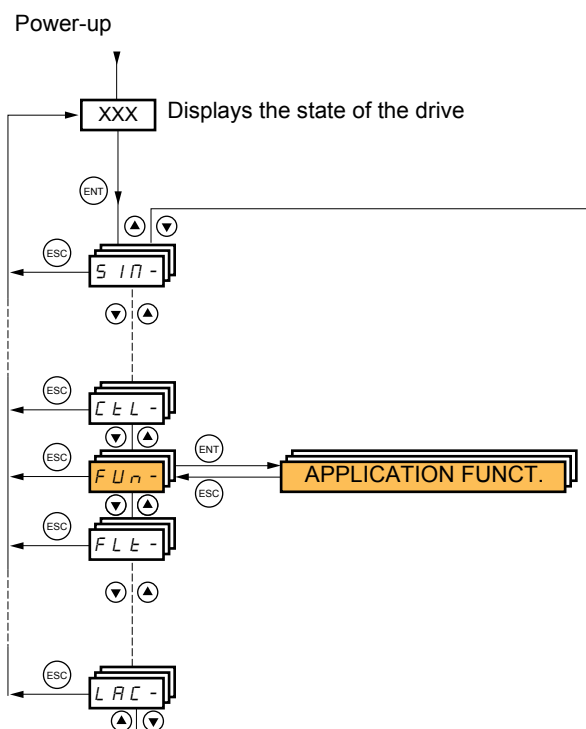 Power-up
XXX Displays the state of the drive
ENT
ESC
SIM-
ESC
CtL-
ESC
ENT
FUn-
APPLICATION FUNCT.
ESC
ESC
FLt-
ESC
LAC-